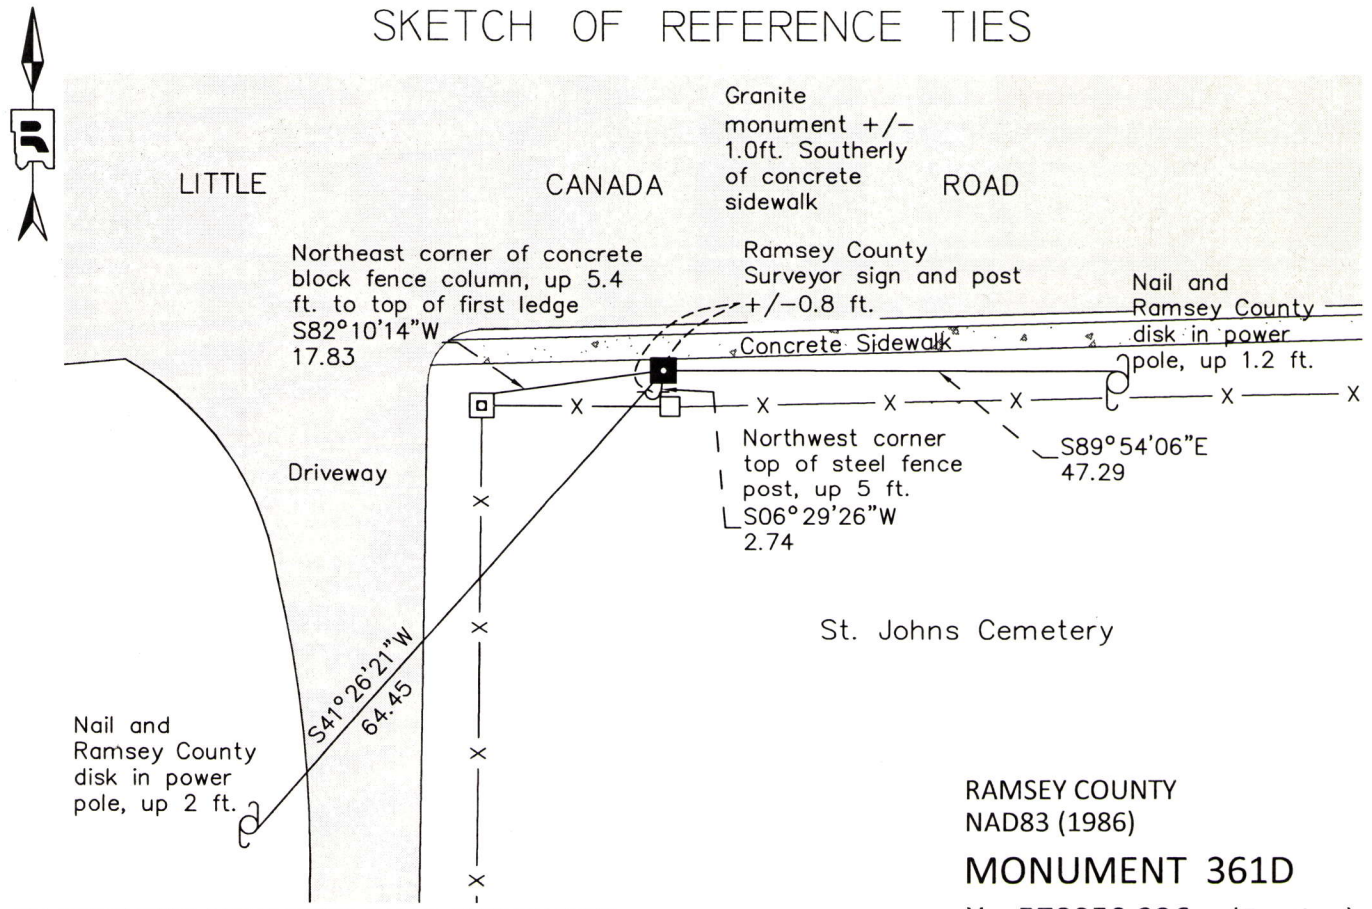 SKETCH OF REFERENCE TIES
R
Granite
monument +/-
1.0ft. Southerly
of concrete
sidewalk
LITTLE CANADA ROAD
Northeast corner of concrete
block fence column, up 5.4
ft. to top of first ledge
S82°10'14"W
17.83
Ramsey County
Surveyor sign and post
+/-0.8 ft.
Nail and
Ramsey County
disk in power
pole, up 1.2 ft.
Concrete Sidewalk
X X X X X X
Driveway
Northwest corner
top of steel fence
post, up 5 ft.
S06°29'26"W
2.74
S89°54'06"E
47.29
X
X
X
X
St. Johns Cemetery
S41°26'21"W
64.45
Nail and
Ramsey County
disk in power
pole, up 2 ft.
RAMSEY COUNTY
NAD83 (1986)
MONUMENT 361D